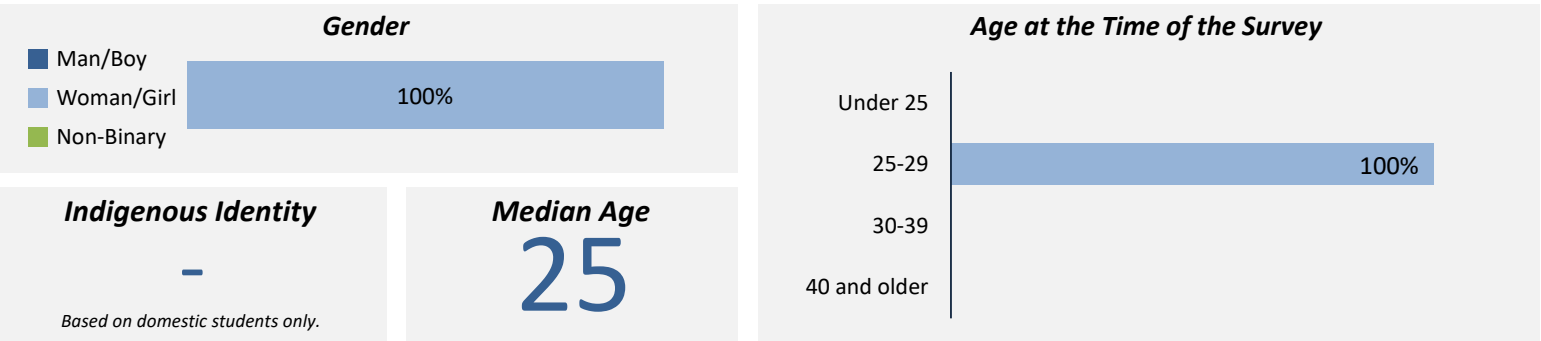 Gender
Man/Boy
Woman/Girl
Non-Binary
100%
Indigenous Identity
-
Based on domestic students only.
Median Age
25
Age at the Time of the Survey
Under 25
25-29
100%
30-39
40 and older